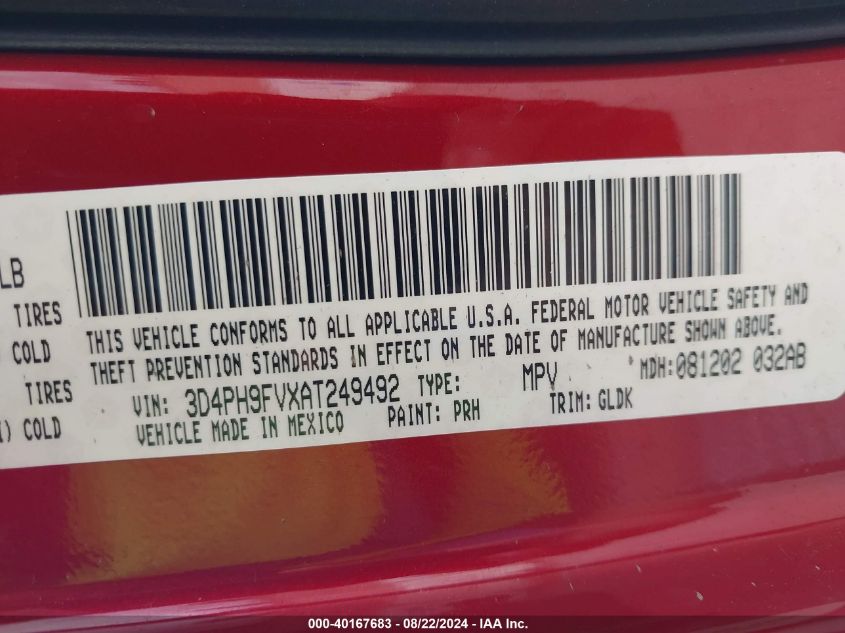 LB
TIRES
COLD
TIRES
) COLD
THIS VEHICLE CONFORMS TO ALL APPLICABLE U.S.A. FEDERAL MOTOR VEHICLE SAFETY AND
THEFT PREVENTION STANDARDS IN EFFECT ON THE DATE OF MANUFACTURE SHOWN ABOVE.
VIN: 3D4PH9FVXAT249492 TYPE: MPV MDH: 081202 032AB
VEHICLE MADE IN MEXICO PAINT: PRH TRIM: GLDK
000-40167683 - 08/22/2024 - IAA Inc.